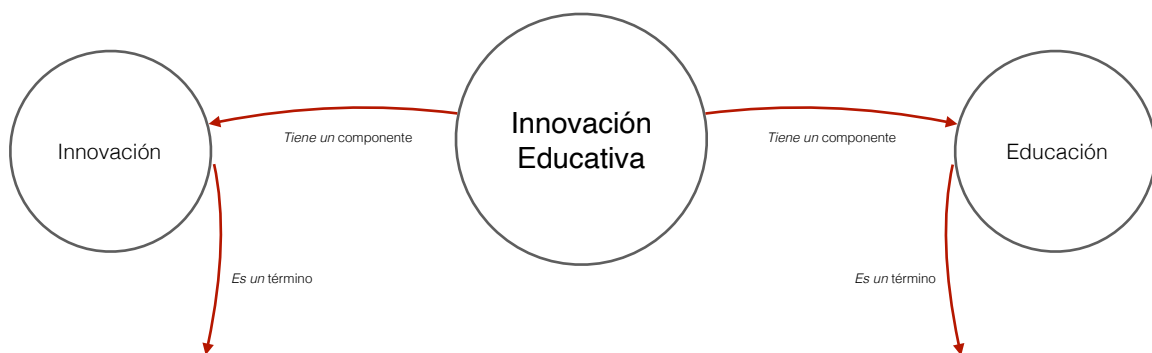 Innovación
Educativa
Innovación
Tiene un componente
Tiene un componente
Educación
Es un término
Es un término